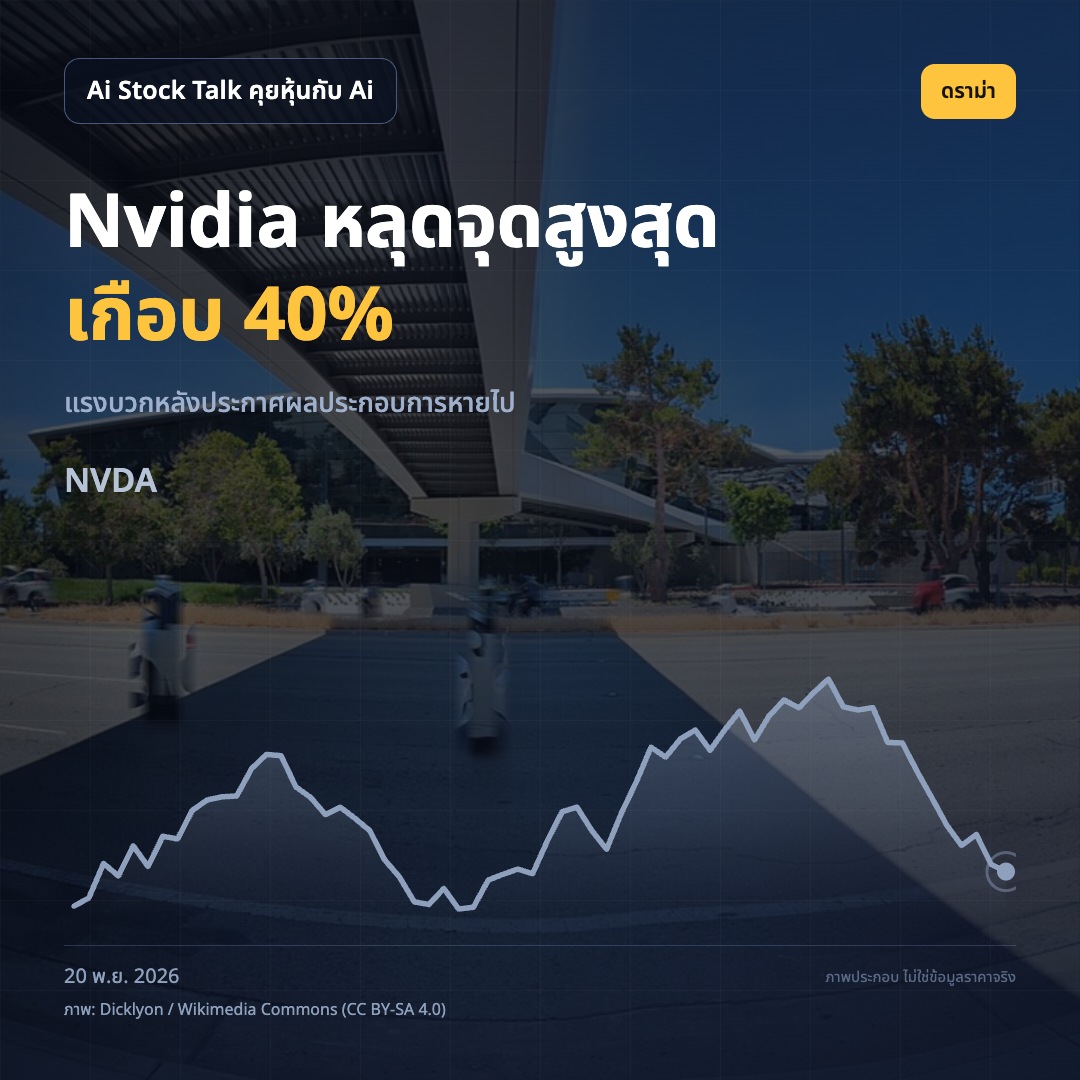 Ai Stock Talk คุยหุ้นกับ Ai
ดราม่า
Nvidia หลุดจุดสูงสุด
เกือบ 40%
แรงบวกหลังประกาศผลประกอบการหายไป
NVDA
20 พ.ย. 2026
ภาพประกอบ ไม่ใช่ข้อมูลราคาจริง
ภาพ: Dicklyon / Wikimedia Commons (CC BY-SA 4.0)